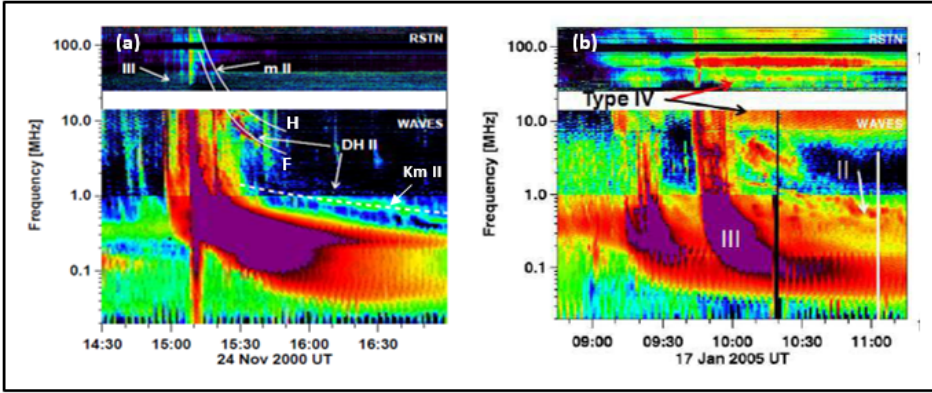 (a)
RSTN
100.0
III
m II
10.0
H
WAVES
F
DH II
Km II
1.0
0.1
Frequency [MHz]
14:30 15:00 15:30 16:00 16:30
24 Nov 2000 UT
(b)
RSTN
100.0
Type IV
10.0
WAVES
II
1.0
III
0.1
Frequency [MHz]
09:00 09:30 10:00 10:30 11:00
17 Jan 2005 UT